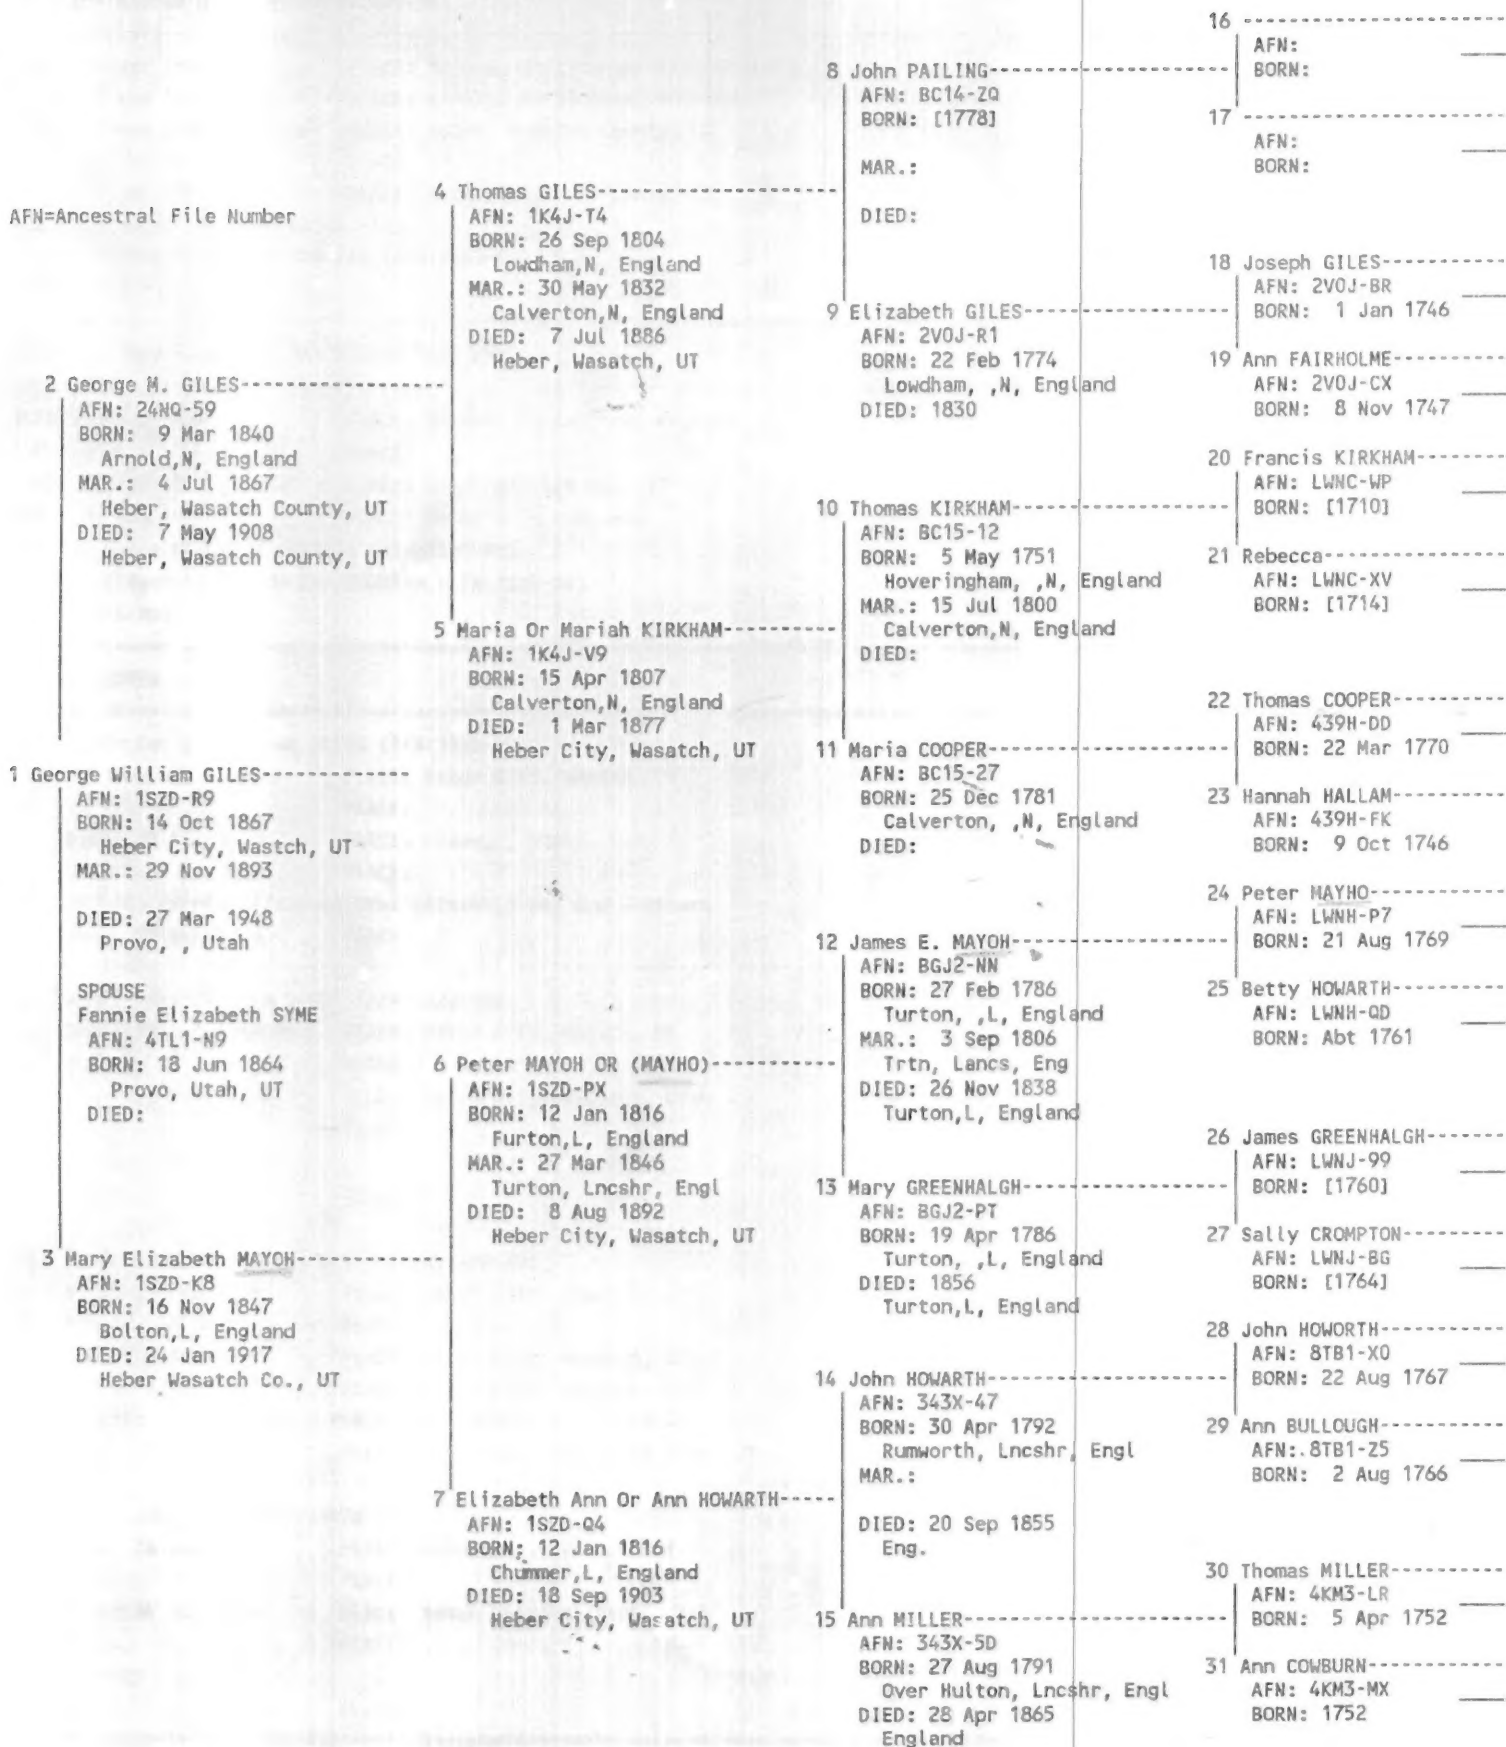 AFN=Ancestral File Number
1 George William GILES
AFN: 1SZD-R9
BORN: 14 Oct 1867
Heber City, Wastch, UT
MAR.: 29 Nov 1893
DIED: 27 Mar 1948
Provo, , Utah
SPOUSE
Fannie Elizabeth SYME
AFN: 4TL1-N9
BORN: 18 Jun 1864
Provo, Utah, UT
DIED:
2 George M. GILES
AFN: 24NQ-59
BORN: 9 Mar 1840
Arnold,N, England
MAR.: 4 Jul 1867
Heber, Wasatch County, UT
DIED: 7 May 1908
Heber, Wasatch County, UT
3 Mary Elizabeth MAYOH
AFN: 1SZD-K8
BORN: 16 Nov 1847
Bolton,L, England
DIED: 24 Jan 1917
Heber Wasatch Co., UT
4 Thomas GILES
AFN: 1K4J-T4
BORN: 26 Sep 1804
Lowdham,N, England
MAR.: 30 May 1832
Calverton,N, England
DIED: 7 Jul 1886
Heber, Wasatch, UT
5 Maria Or Mariah KIRKHAM
AFN: 1K4J-V9
BORN: 15 Apr 1807
Calverton,N, England
DIED: 1 Mar 1877
Heber City, Wasatch, UT
6 Peter MAYOH OR (MAYHO)
AFN: 1SZD-PX
BORN: 12 Jan 1816
Furton,L, England
MAR.: 27 Mar 1846
Turton, Lncshr, Engl
DIED: 8 Aug 1892
Heber City, Wasatch, UT
7 Elizabeth Ann Or Ann HOWARTH
AFN: 1SZD-Q4
BORN: 12 Jan 1816
Chummer,L, England
DIED: 18 Sep 1903
Heber City, Wasatch, UT
8 John PAILING
AFN: BC14-ZQ
BORN: [1778]
MAR.:
DIED:
9 Elizabeth GILES
AFN: 2V0J-R1
BORN: 22 Feb 1774
Lowdham, ,N, England
DIED: 1830
10 Thomas KIRKHAM
AFN: BC15-12
BORN: 5 May 1751
Hoveringham, ,N, England
MAR.: 15 Jul 1800
Calverton,N, England
DIED:
11 Maria COOPER
AFN: BC15-27
BORN: 25 Dec 1781
Calverton, ,N, England
DIED:
12 James E. MAYOH
AFN: BGJ2-NN
BORN: 27 Feb 1786
Turton, ,L, England
MAR.: 3 Sep 1806
Trtn, Lancs, Eng
DIED: 26 Nov 1838
Turton,L, England
13 Mary GREENHALGH
AFN: BGJ2-PT
BORN: 19 Apr 1786
Turton, ,L, England
DIED: 1856
Turton,L, England
14 John HOWARTH
AFN: 343X-47
BORN: 30 Apr 1792
Rumworth, Lncshr, Engl
MAR.:
DIED: 20 Sep 1855
Eng.
15 Ann MILLER
AFN: 343X-5D
BORN: 27 Aug 1791
Over Hulton, Lncshr, Engl
DIED: 28 Apr 1865
England
16
AFN:
BORN:
17
AFN:
BORN:
18 Joseph GILES
AFN: 2V0J-BR
BORN: 1 Jan 1746
19 Ann FAIRHOLME
AFN: 2V0J-CX
BORN: 8 Nov 1747
20 Francis KIRKHAM
AFN: LWNC-WP
BORN: [1710]
21 Rebecca
AFN: LWNC-XV
BORN: [1714]
22 Thomas COOPER
AFN: 439H-DD
BORN: 22 Mar 1770
23 Hannah HALLAM
AFN: 439H-FK
BORN: 9 Oct 1746
24 Peter MAYHO
AFN: LWNH-P7
BORN: 21 Aug 1769
25 Betty HOWARTH
AFN: LWNH-QD
BORN: Abt 1761
26 James GREENHALGH
AFN: LWNJ-99
BORN: [1760]
27 Sally CROMPTON
AFN: LWNJ-BG
BORN: [1764]
28 John HOWORTH
AFN: 8TB1-X0
BORN: 22 Aug 1767
29 Ann BULLOUGH
AFN: 8TB1-Z5
BORN: 2 Aug 1766
30 Thomas MILLER
AFN: 4KM3-LR
BORN: 5 Apr 1752
31 Ann COWBURN
AFN: 4KM3-MX
BORN: 1752